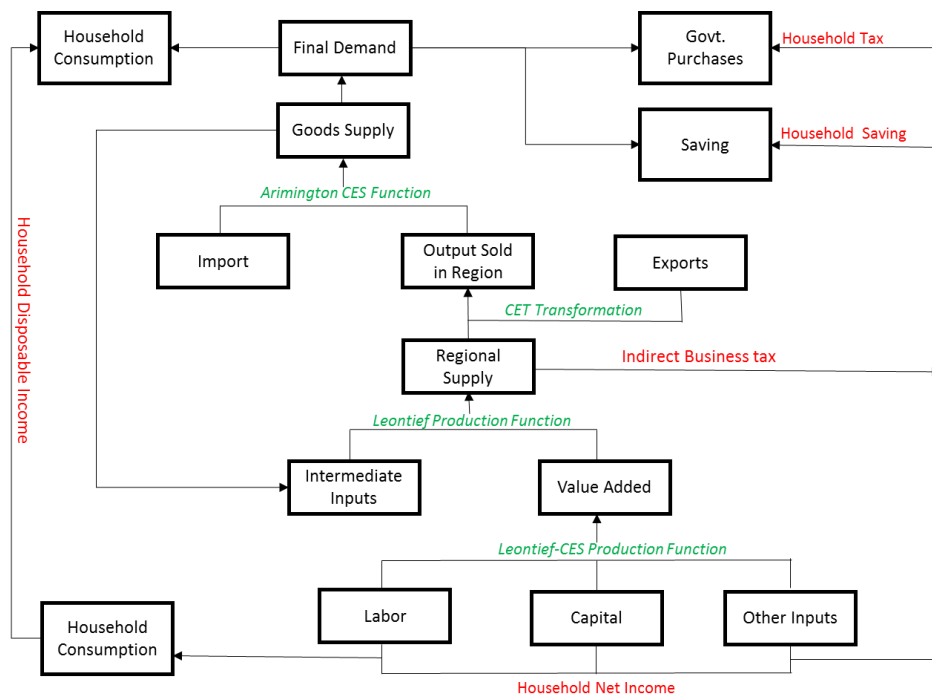 Household
Consumption
Final Demand
Govt.
Purchases
Household Tax
Goods Supply
Saving
Household Saving
Arimington CES Function
Import
Output Sold
in Region
Exports
CET Transformation
Household Disposable Income
Regional
Supply
Indirect Business tax
Leontief Production Function
Intermediate
Inputs
Value Added
Leontief-CES Production Function
Household
Consumption
Labor
Capital
Other Inputs
Household Net Income